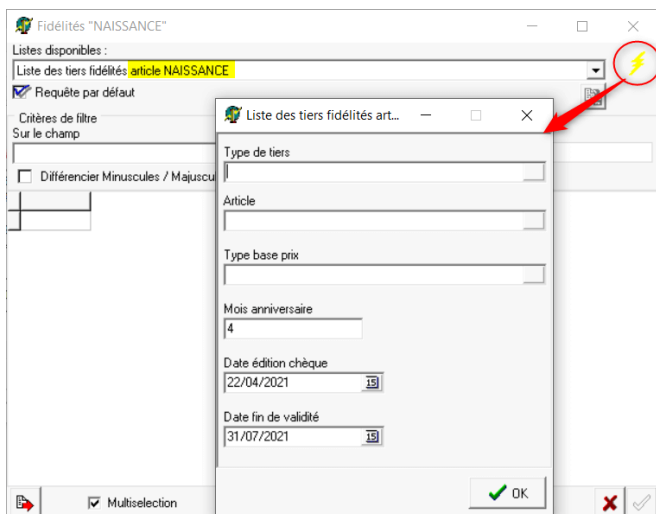 Fidélités "NAISSANCE"
Listes disponibles :
Liste des tiers fidélités article NAISSANCE
Requête par défaut
Critères de filtre
Sur le champ
Différencier Minuscules / Majuscu
Liste des tiers fidélités art...
Type de tiers
Article
Type base prix
Mois anniversaire
4
Date édition chèque
22/04/2021
15
Date fin de validité
31/07/2021
15
OK
Multiselection